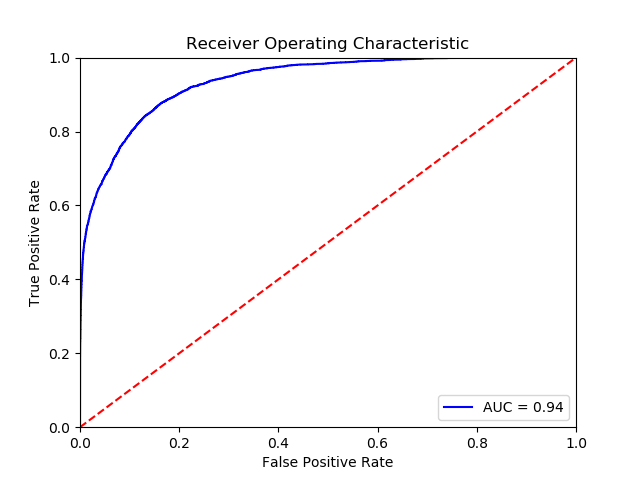 Receiver Operating Characteristic
1.0
0.8
0.6
0.4
0.2
0.0
True Positive Rate
AUC = 0.94
0.0 0.2 0.4 0.6 0.8 1.0
False Positive Rate